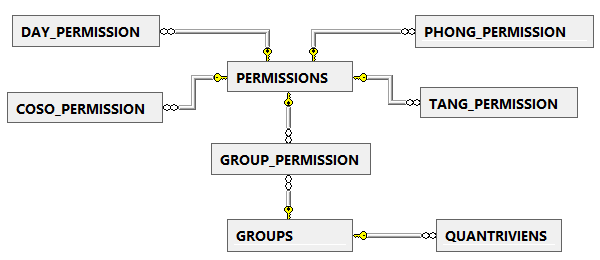 DAY_PERMISSION
PHONG_PERMISSION
PERMISSIONS
COSO_PERMISSION
TANG_PERMISSION
GROUP_PERMISSION
GROUPS
QUANTRIVIENS